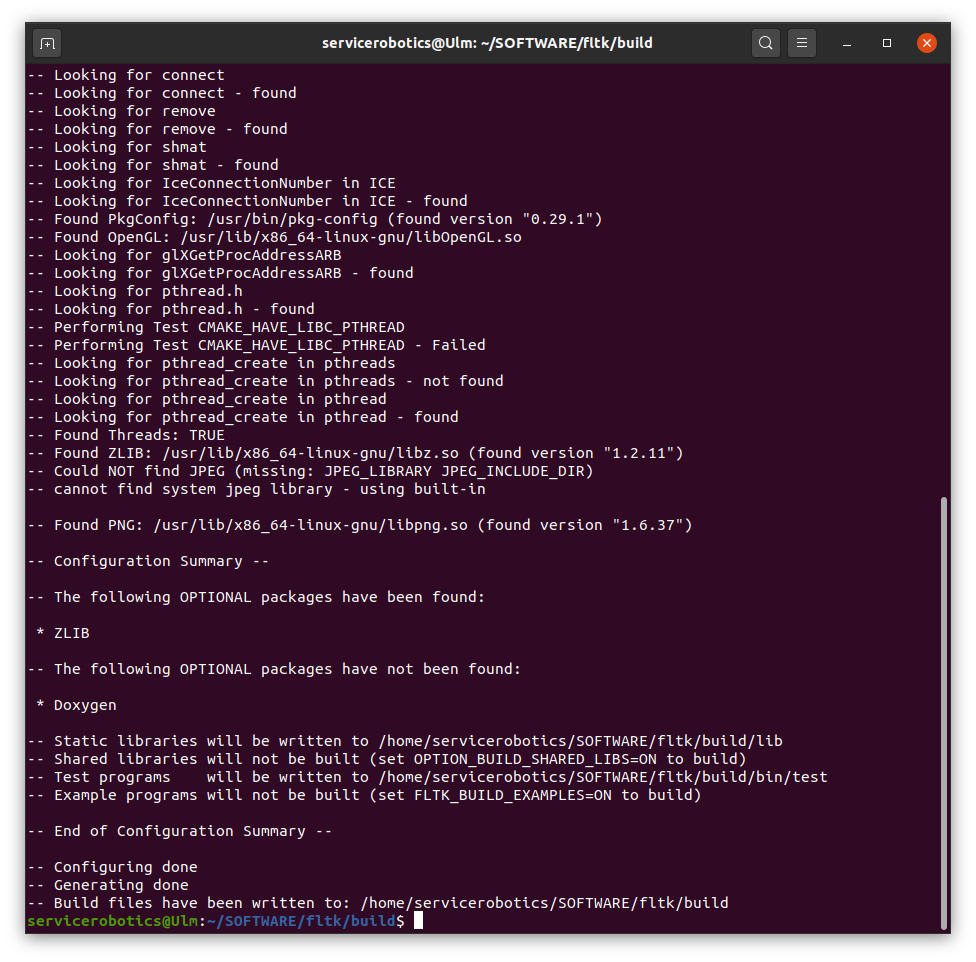 servicerobotics@Ulm: ~/SOFTWARE/fltk/build
-- Looking for connect
-- Looking for connect - found
-- Looking for remove
-- Looking for remove - found
-- Looking for shmat
-- Looking for shmat - found
-- Looking for IceConnectionNumber in ICE
-- Looking for IceConnectionNumber in ICE - found
-- Found PkgConfig: /usr/bin/pkg-config (found version "0.29.1")
-- Found OpenGL: /usr/lib/x86_64-linux-gnu/libOpenGL.so
-- Looking for glXGetProcAddressARB
-- Looking for glXGetProcAddressARB - found
-- Looking for pthread.h
-- Looking for pthread.h - found
-- Performing Test CMAKE_HAVE_LIBC_PTHREAD
-- Performing Test CMAKE_HAVE_LIBC_PTHREAD - Failed
-- Looking for pthread_create in pthreads
-- Looking for pthread_create in pthreads - not found
-- Looking for pthread_create in pthread
-- Looking for pthread_create in pthread - found
-- Found Threads: TRUE
-- Found ZLIB: /usr/lib/x86_64-linux-gnu/libz.so (found version "1.2.11")
-- Could NOT find JPEG (missing: JPEG_LIBRARY JPEG_INCLUDE_DIR)
-- cannot find system jpeg library - using built-in
-- Found PNG: /usr/lib/x86_64-linux-gnu/libpng.so (found version "1.6.37")
-- Configuration Summary --
-- The following OPTIONAL packages have been found:
* ZLIB
-- The following OPTIONAL packages have not been found:
* Doxygen
-- Static libraries will be written to /home/servicerobotics/SOFTWARE/fltk/build/lib
-- Shared libraries will not be built (set OPTION_BUILD_SHARED_LIBS=ON to build)
-- Test programs    will be written to /home/servicerobotics/SOFTWARE/fltk/build/bin/test
-- Example programs will not be built (set FLTK_BUILD_EXAMPLES=ON to build)
-- End of Configuration Summary --
-- Configuring done
-- Generating done
-- Build files have been written to: /home/servicerobotics/SOFTWARE/fltk/build
servicerobotics@Ulm:~/SOFTWARE/fltk/build$